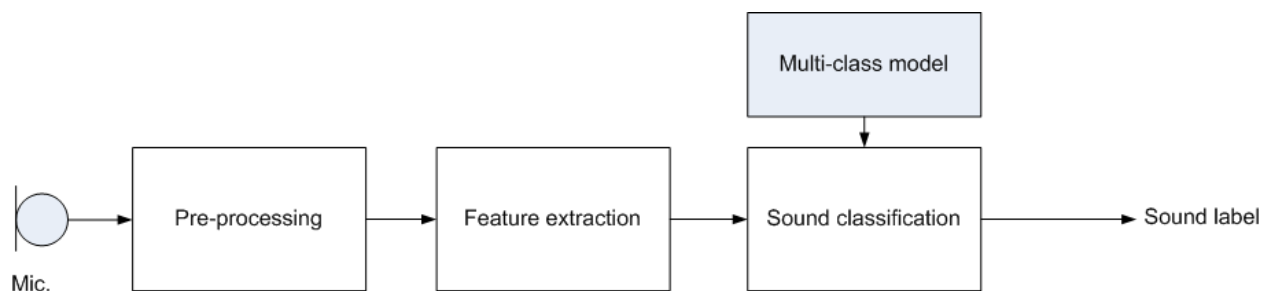 Multi-class model
Pre-processing
Feature extraction
Sound classification
Sound label
Mic.